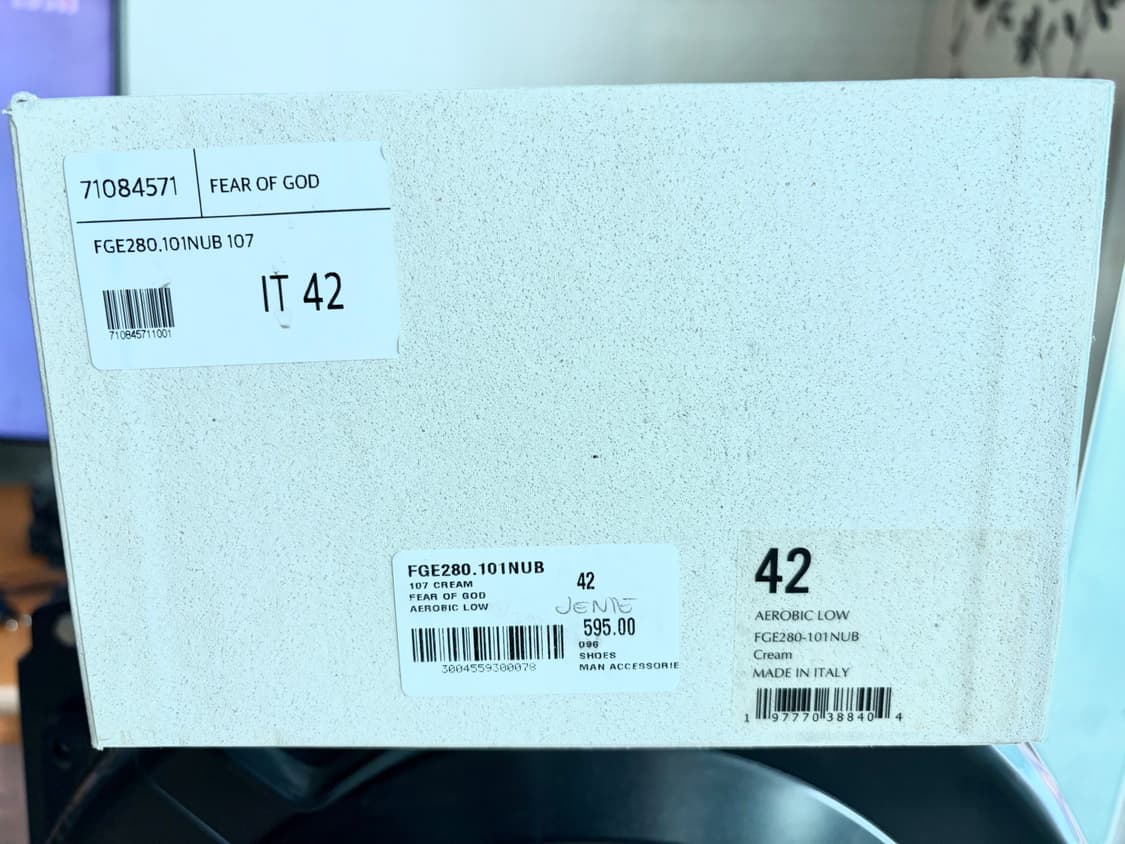 71084571 FEAR OF GOD
FGE280.101NUB 107
IT 42
710845711001
FGE280.101NUB
107 CREAM 42
FEAR OF GOD
AEROBIC LOW
595.00
096
SHOES
MAN ACCESSORIE
3004559300078
42
AEROBIC LOW
FGE280-101NUB
Cream
MADE IN ITALY
1 97770 38840 4